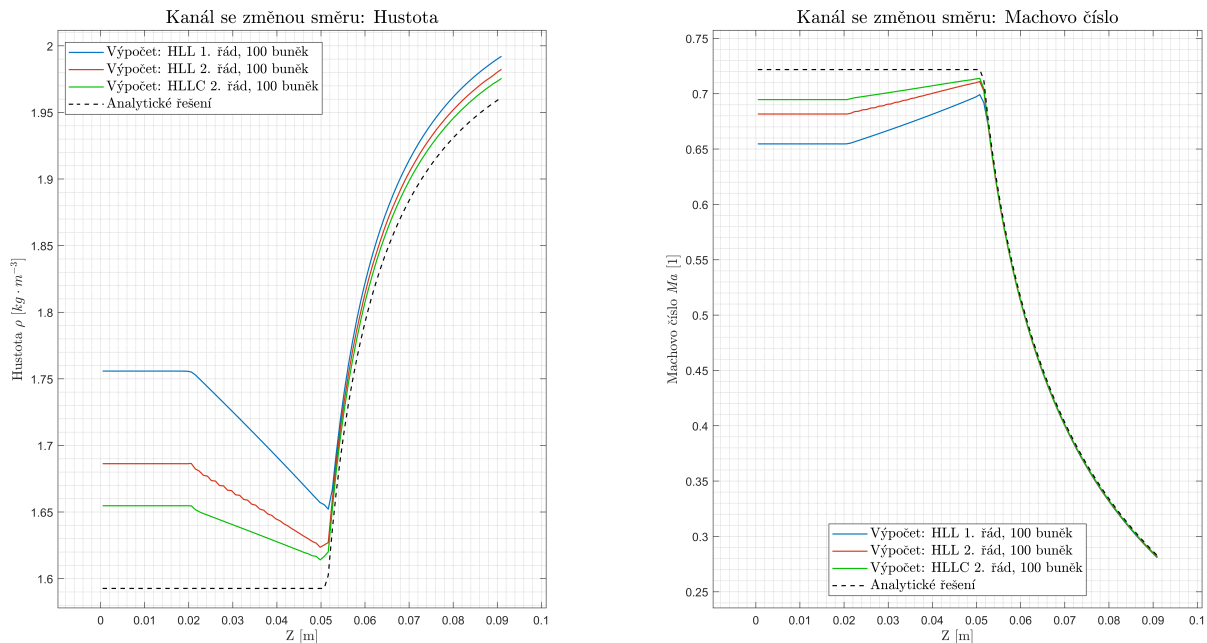 Kanál se změnou směru: Hustota
Výpočet: HLL 1. řád, 100 buněk
Výpočet: HLL 2. řád, 100 buněk
Výpočet: HLLC 2. řád, 100 buněk
Analytické řešení
2
1.95
1.9
1.85
1.8
1.75
1.7
1.65
1.6
Hustota ρ [kg · m⁻³]
0 0.01 0.02 0.03 0.04 0.05 0.06 0.07 0.08 0.09 0.1
Z [m]
Kanál se změnou směru: Machovo číslo
0.75
0.7
0.65
0.6
0.55
0.5
0.45
0.4
0.35
0.3
0.25
Machovo číslo Ma [1]
Výpočet: HLL 1. řád, 100 buněk
Výpočet: HLL 2. řád, 100 buněk
Výpočet: HLLC 2. řád, 100 buněk
Analytické řešení
0 0.01 0.02 0.03 0.04 0.05 0.06 0.07 0.08 0.09 0.1
Z [m]